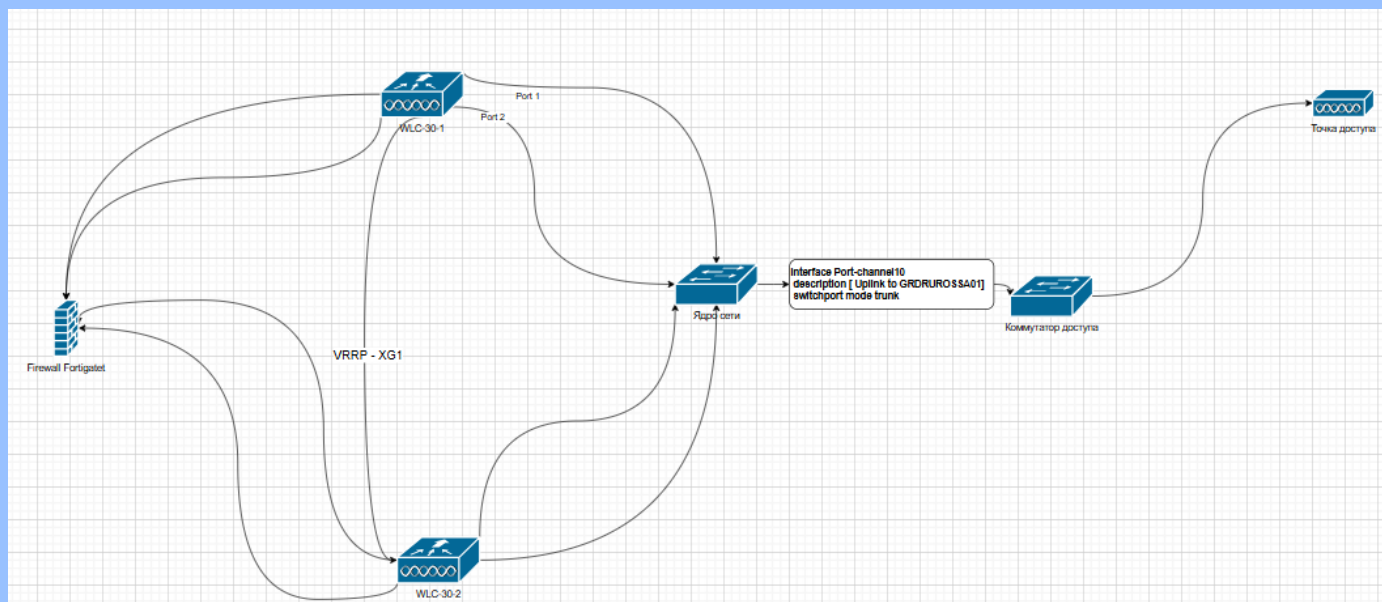 Port 1
Port 2
WLC-30-1
Точка доступа
Interface Port-channel10
description [ Uplink to GRDRUROSSA01]
switchport mode trunk
Ядро сети
Коммутатор доступа
VRRP - XG1
Firewall Fortigatet
WLC-30-2